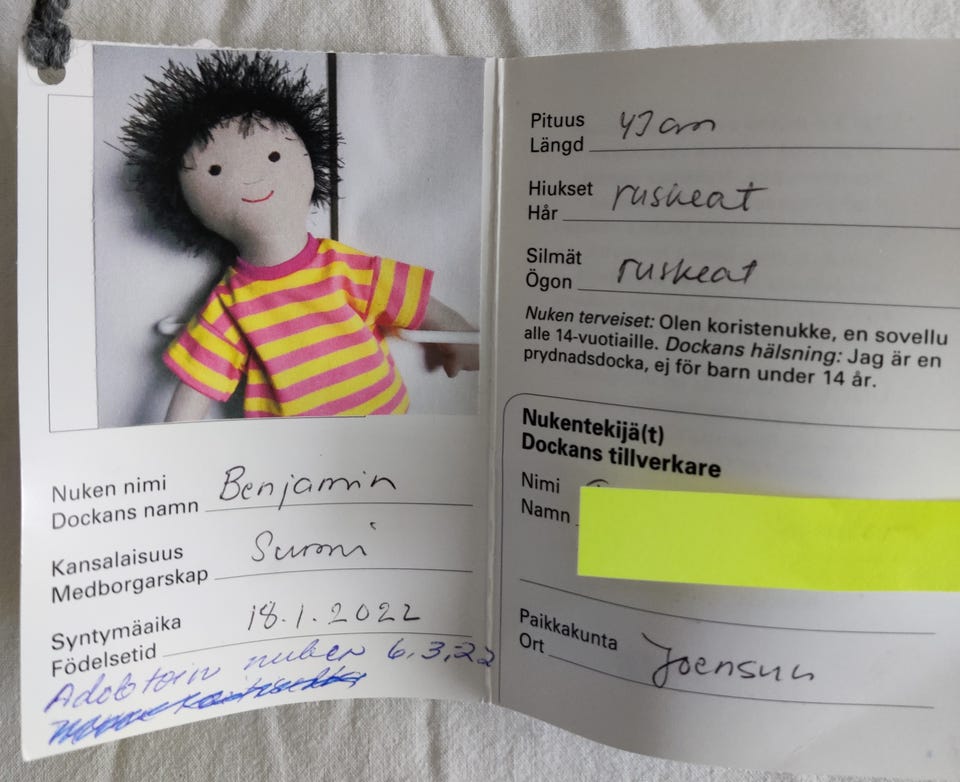 Nuken nimi Benjamin
Dockans namn
Kansalaisuus Suomi
Medborgarskap
Syntymäaika 18.1.2022
Födelsetid
Adoptoin nuken 6.3.22
Pituus
Längd cm
Hiukset ruskeat
Hår
Silmät ruskeat
Ögon
Nuken terveiset: Olen koristenukke, en sovellu
alle 14-vuotiaille. Dockans hälsning: Jag är en
prydnadsdocka, ej för barn under 14 år.
Nukentekijä(t)
Dockans tillverkare
Nimi
Namn
Paikkakunta Joensuu
Ort